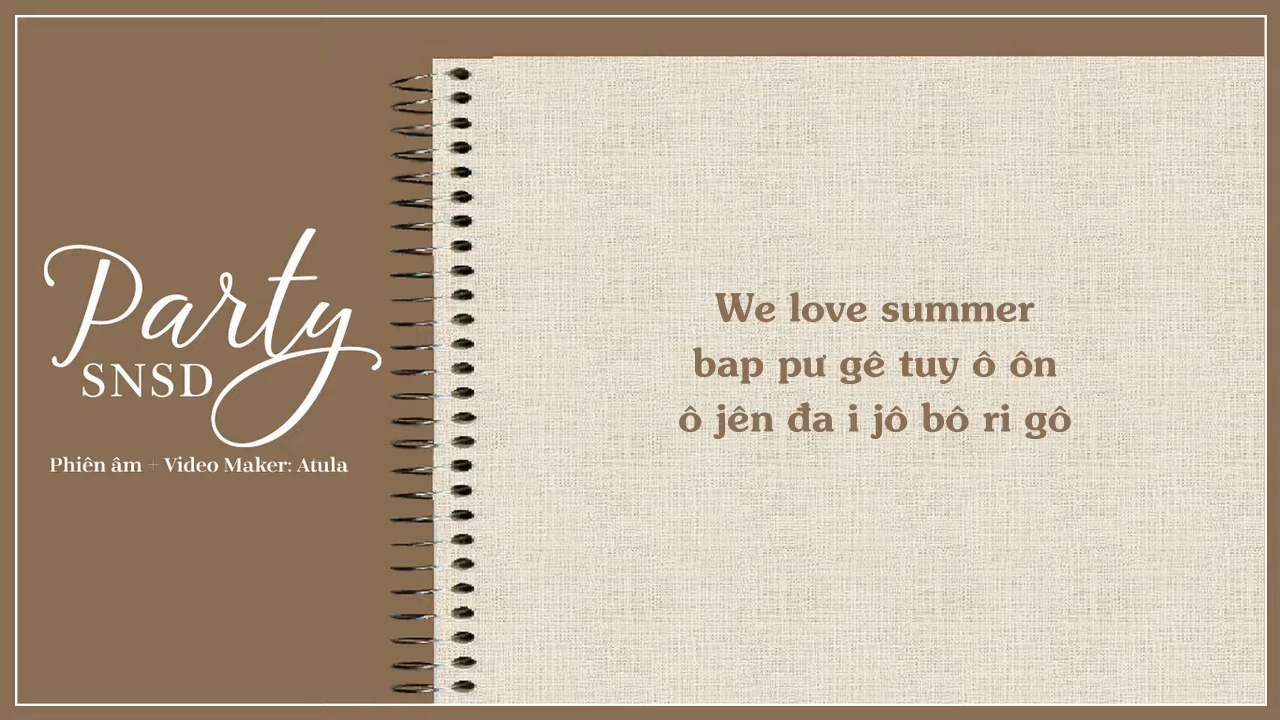 Party
SNSD
Phiên âm + Video Maker: Atula
We love summer
bap pư gê tuy ô ôn
ô jên đa i jô bô ri gô